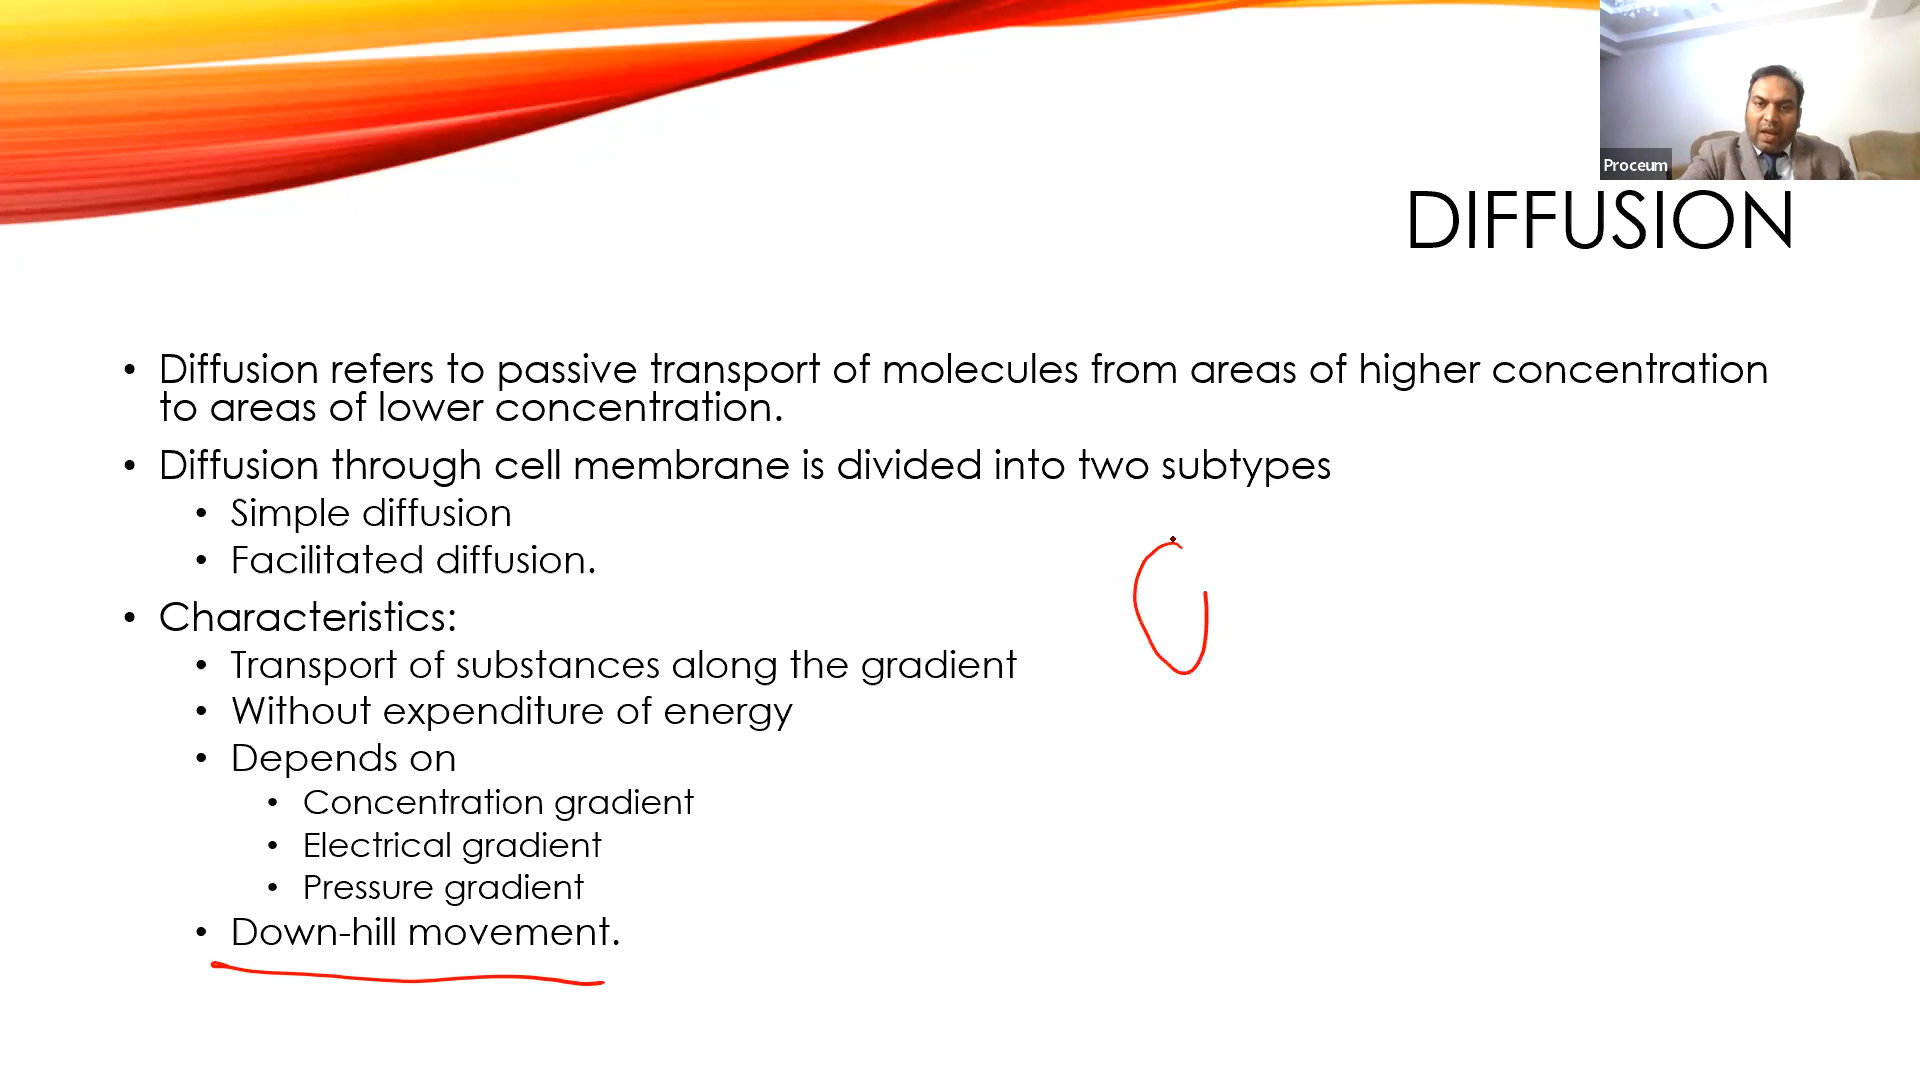 Proceum
DIFFUSION
• Diffusion refers to passive transport of molecules from areas of higher concentration
to areas of lower concentration.
• Diffusion through cell membrane is divided into two subtypes
• Simple diffusion
• Facilitated diffusion.
• Characteristics:
• Transport of substances along the gradient
• Without expenditure of energy
• Depends on
• Concentration gradient
• Electrical gradient
• Pressure gradient
• Down-hill movement.